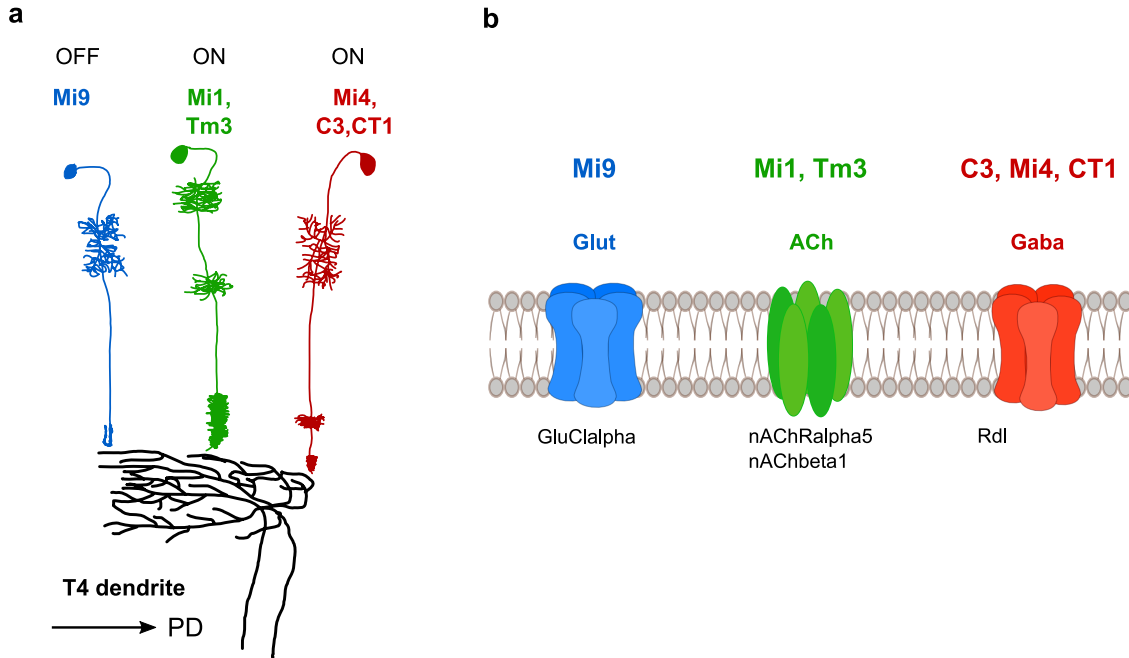 a
OFF
ON
ON
Mi9
Mi1,
Tm3
Mi4,
C3,CT1
T4 dendrite
PD
b
Mi9
Mi1, Tm3
C3, Mi4, CT1
Glut
ACh
Gaba
GluClalpha
nAChRalpha5
nAChbeta1
Rdl